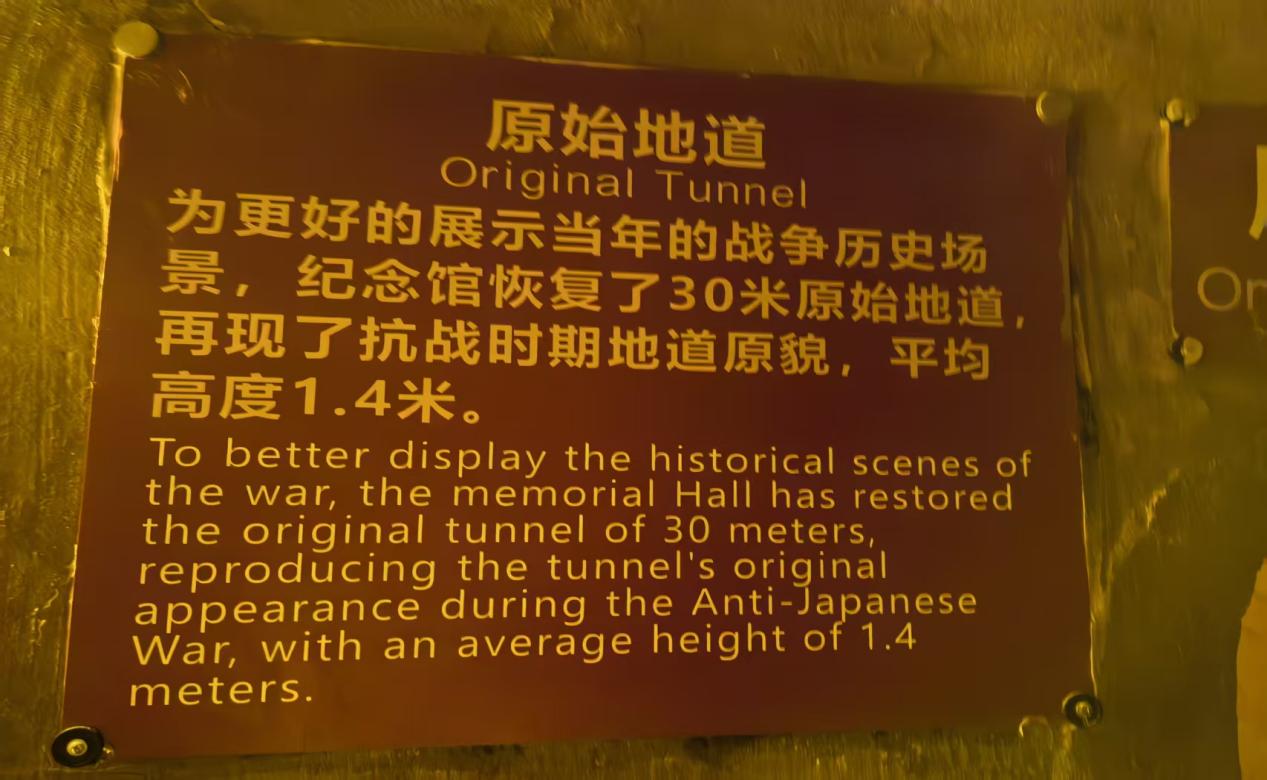 原始地道
Original Tunnel
为更好的展示当年的战争历史场
景，纪念馆恢复了30米原始地道，
再现了抗战时期地道原貌，平均
高度1.4米。
To better display the historical scenes of
the war, the memorial Hall has restored
the original tunnel of 30 meters,
reproducing the tunnel's original
appearance during the Anti-Japanese
War, with an average height of 1.4
meters.